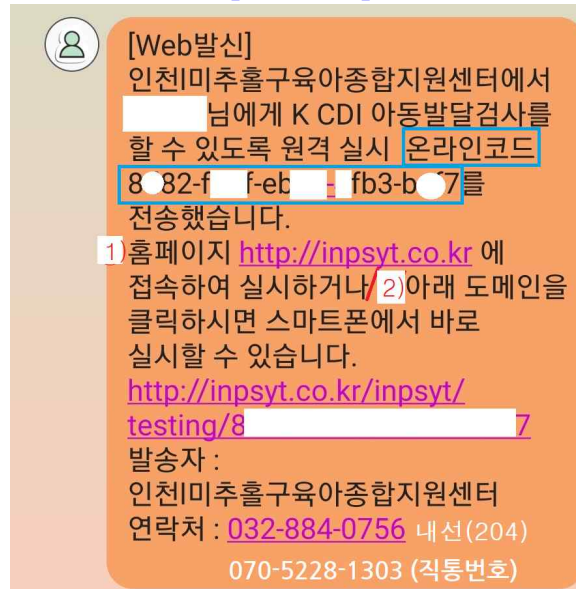 [Web발신]
인천|미추홀구육아종합지원센터에서
님에게 K CDI 아동발달검사를
할 수 있도록 원격 실시 온라인코드
8 82-f f-eb - fb3-b f7를
전송했습니다.
1)홈페이지 http://inpsyt.co.kr 에
접속하여 실시하거나/ 2)아래 도메인을
클릭하시면 스마트폰에서 바로
실시할 수 있습니다.
http://inpsyt.co.kr/inpsyt/
testing/8 7
발송자 :
인천|미추홀구육아종합지원센터
연락처 : 032-884-0756 내선(204)
070-5228-1303 (직통번호)